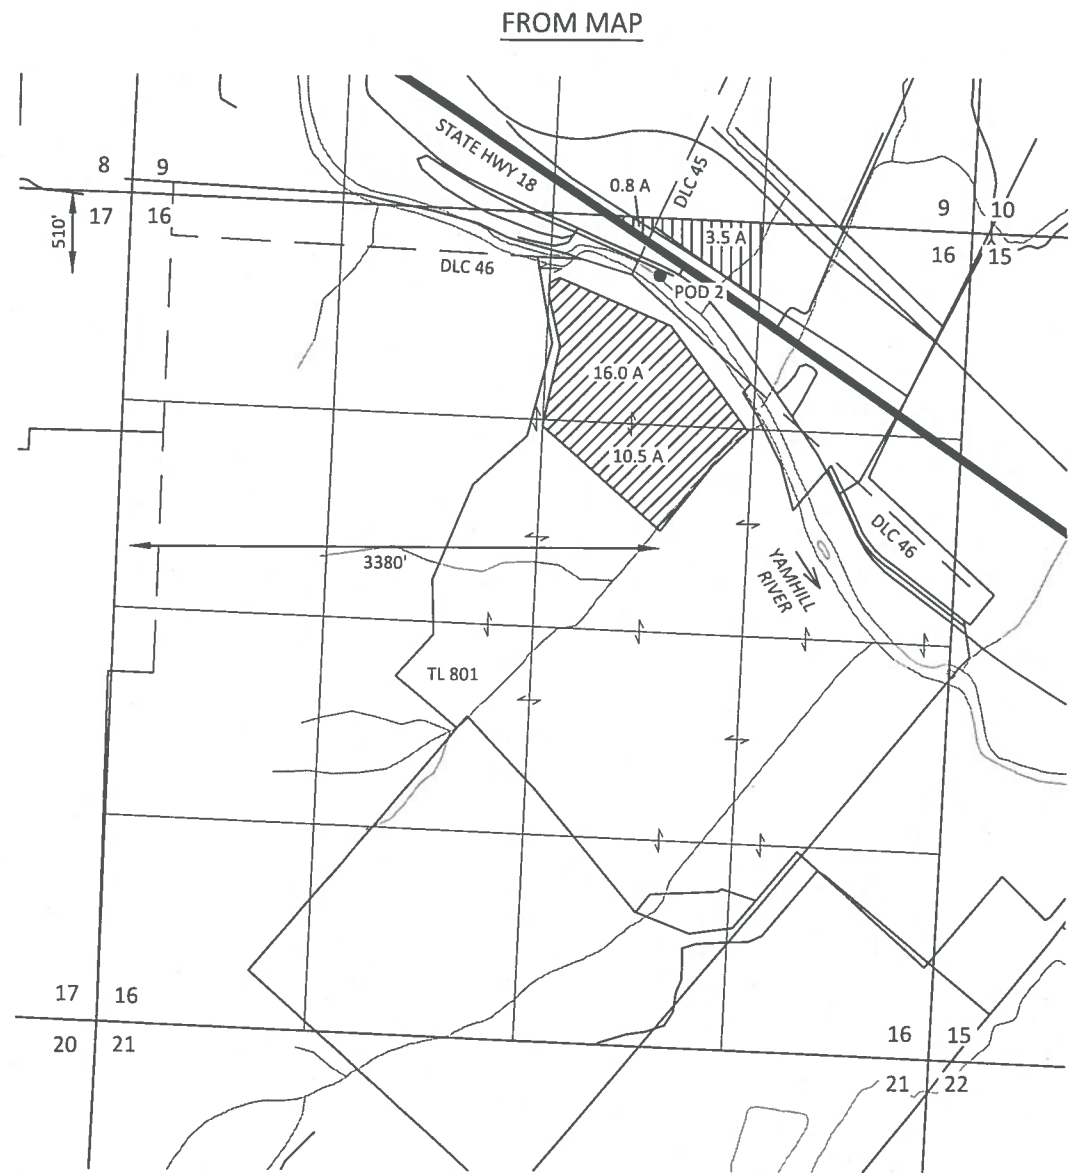 FROM MAP
STATE HWY 18
DLC 45
8 9
0.8 A
17 16
510'
9 10
3.5 A
16 15
DLC 46
POD 2
16.0 A
10.5 A
DLC 46
3380'
YAMHILL
RIVER
TL 801
17 16
20 21
16 15
21 22